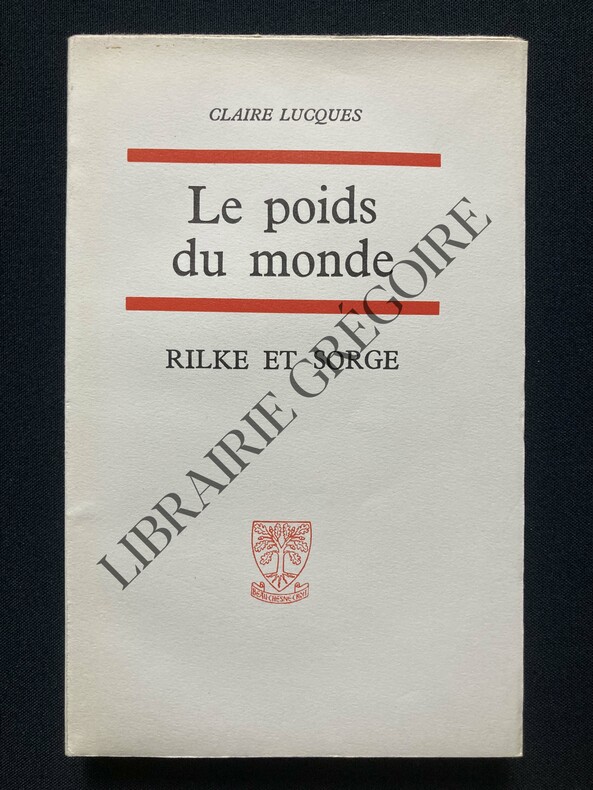 CLAIRE LUCQUES
Le poids
du monde
RILKE ET SORGE
LIBRAIRIE GRÉGOIRE